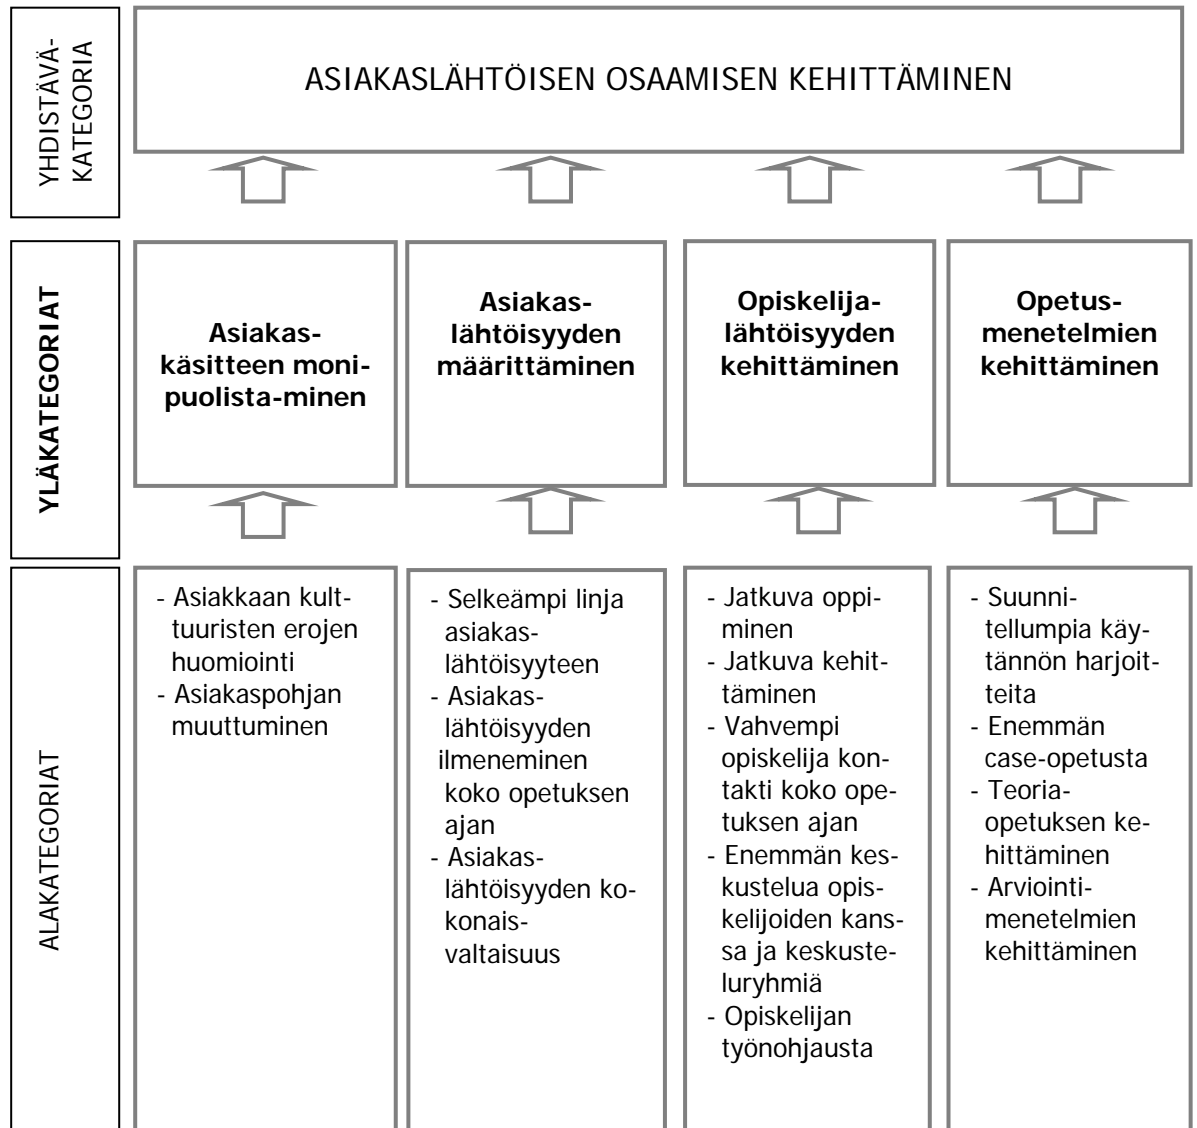 YHDISTÄVÄ-
KATEGORIA
ASIAKASLÄHTÖISEN OSAAMISEN KEHITTÄMINEN
YLÄKATEGORIAT
Asiakas-
käsitteen moni-
puolista-minen
Asiakas-
lähtöisyyden
määrittäminen
Opiskelija-
lähtöisyyden
kehittäminen
Opetus-
menetelmien
kehittäminen
ALAKATEGORIAT
- Asiakkaan kult-
tuuristen erojen
huomiointi
- Asiakaspohjan
muuttuminen
- Selkeämpi linja
asiakas-
lähtöisyyteen
- Asiakas-
lähtöisyyden
ilmeneminen
koko opetuksen
ajan
- Asiakas-
lähtöisyyden ko-
konais-
valtaisuus
- Jatkuva oppi-
minen
- Jatkuva kehit-
täminen
- Vahvempi
opiskelija kon-
takti koko ope-
tuksen ajan
- Enemmän kes-
kustelua opis-
kelijoiden kans-
sa ja keskuste-
luryhmiä
- Opiskelijan
työnohjausta
- Suunni-
tellumpia käy-
tännön harjoit-
teita
- Enemmän
case-opetusta
- Teoria-
opetuksen ke-
hittäminen
- Arviointi-
menetelmien
kehittäminen